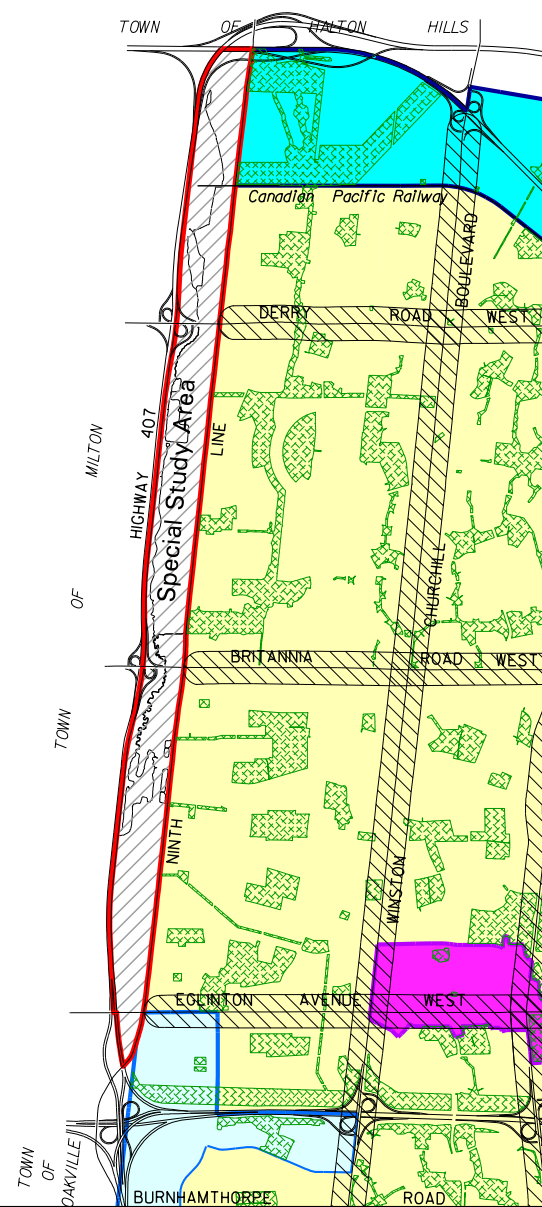 TOWN OF HALTON HILLS
Canadian Pacific Railway
BOULEVARD
DERRY ROAD WEST
HIGHWAY 407
Special Study Area
LINE
MILTON
OF
TOWN
CHURCHILL
BRITANNIA ROAD WEST
NINTH
WINSTON
EGLINTON AVENUE WEST
TOWN
OF
OAKVILLE
BURNHAMTHORPE ROAD